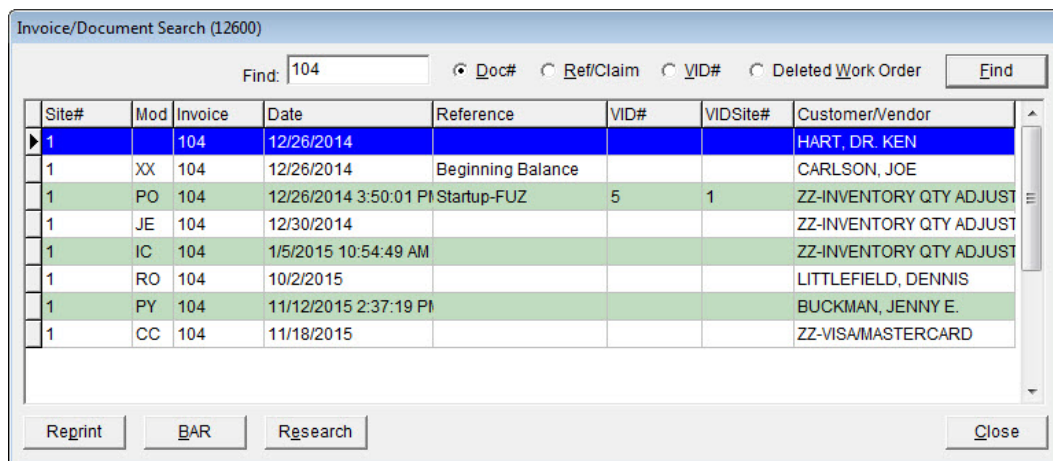 Invoice/Document Search (12600)
Find: 104 Doc# Ref/Claim VID# Deleted Work Order Find
Site# Mod Invoice Date Reference VID# VIDSite# Customer/Vendor
1 104 12/26/2014 HART, DR. KEN
1 XX 104 12/26/2014 Beginning Balance CARLSON, JOE
1 PO 104 12/26/2014 3:50:01 PM Startup-FUZ 5 1 ZZ-INVENTORY QTY ADJUST
1 JE 104 12/30/2014 ZZ-INVENTORY QTY ADJUST
1 IC 104 1/5/2015 10:54:49 AM ZZ-INVENTORY QTY ADJUST
1 RO 104 10/2/2015 LITTLEFIELD, DENNIS
1 PY 104 11/12/2015 2:37:19 PM BUCKMAN, JENNY E.
1 CC 104 11/18/2015 ZZ-VISA/MASTERCARD
Reprint BAR Research Close